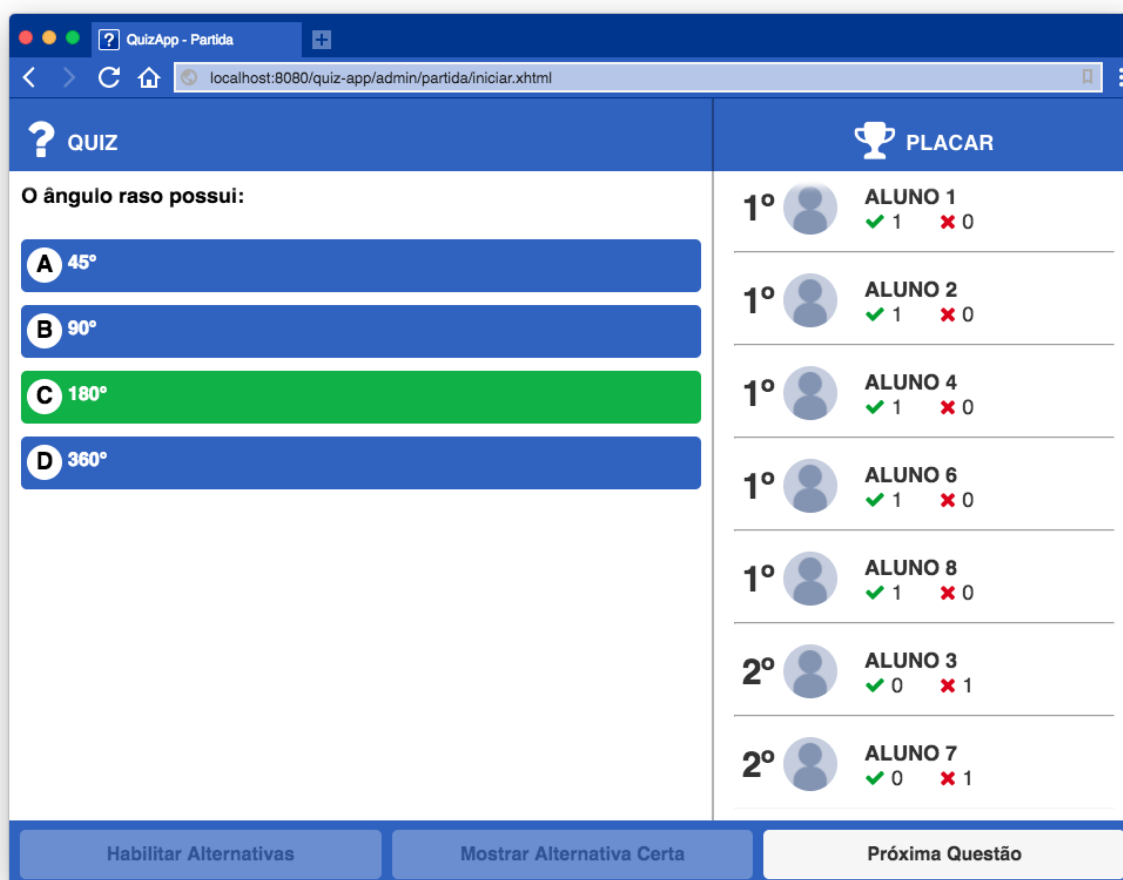 QuizApp - Partida
localhost:8080/quiz-app/admin/partida/iniciar.xhtml
QUIZ
O ângulo raso possui:
A 45º
B 90º
C 180º
D 360º
PLACAR
1º ALUNO 1
1 0
1º ALUNO 2
1 0
1º ALUNO 4
1 0
1º ALUNO 6
1 0
1º ALUNO 8
1 0
2º ALUNO 3
0 1
2º ALUNO 7
0 1
Habilitar Alternativas
Mostrar Alternativa Certa
Próxima Questão